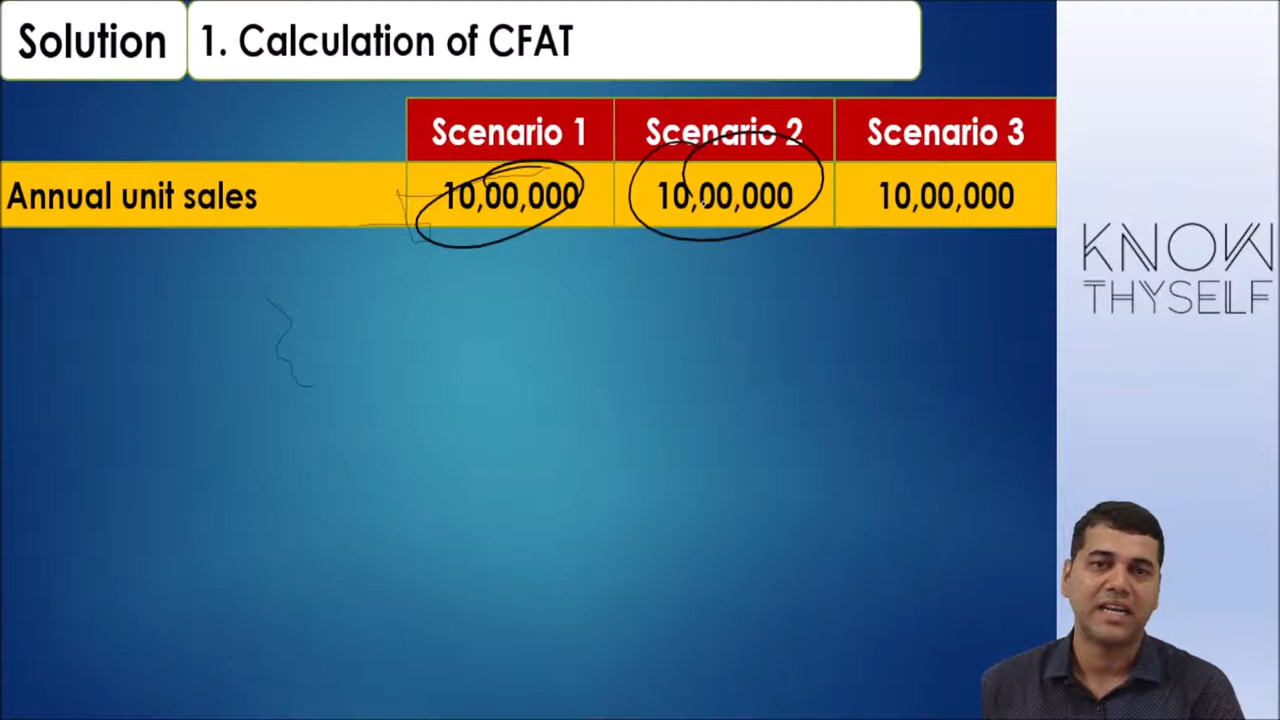 Solution 1. Calculation of CFAT
Scenario 1 Scenario 2 Scenario 3
Annual unit sales 10,00,000 10,00,000 10,00,000
KNOW
THYSELF